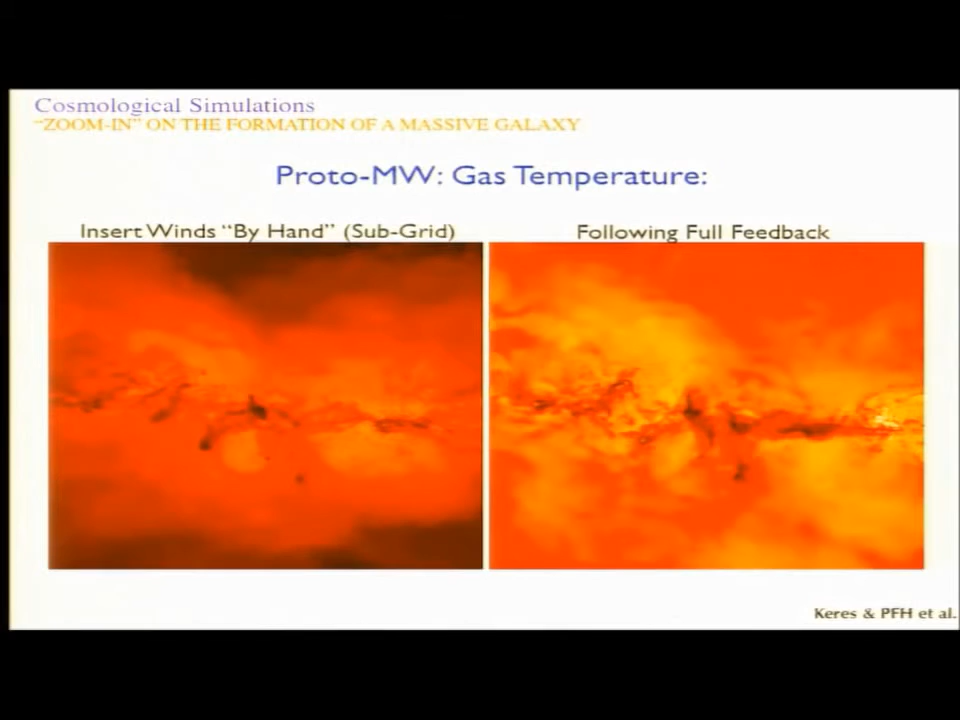 Cosmological Simulations
“ZOOM-IN” ON THE FORMATION OF A MASSIVE GALAXY
Proto-MW: Gas Temperature:
Insert Winds “By Hand” (Sub-Grid)
Following Full Feedback
Keres & PFH et al.